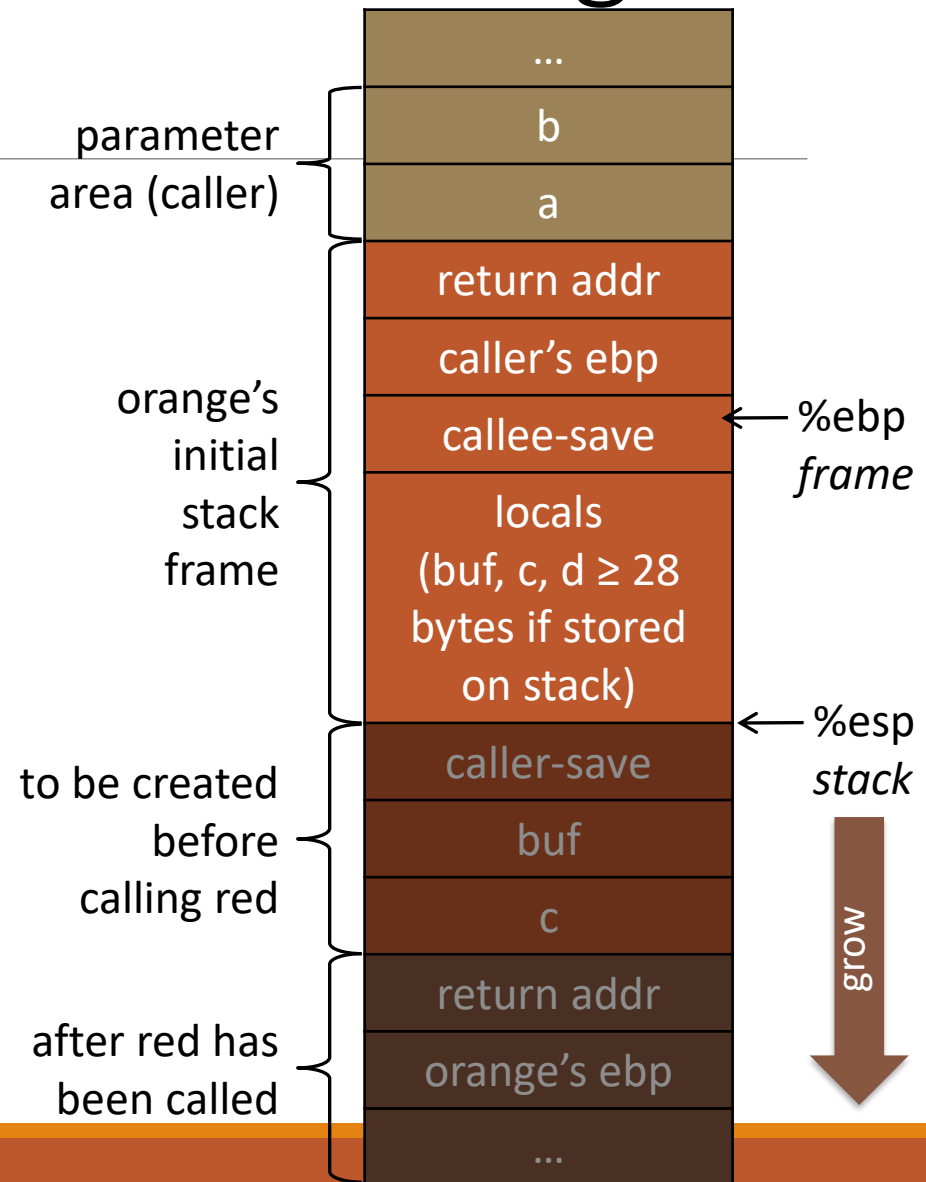 …
parameter
area (caller)
b
a
orange's
initial
stack
frame
return addr
caller's ebp
callee-save
locals
(buf, c, d ≥ 28
bytes if stored
on stack)
%ebp
frame
%esp
stack
to be created
before
calling red
caller-save
buf
c
grow
after red has
been called
return addr
orange's ebp
…